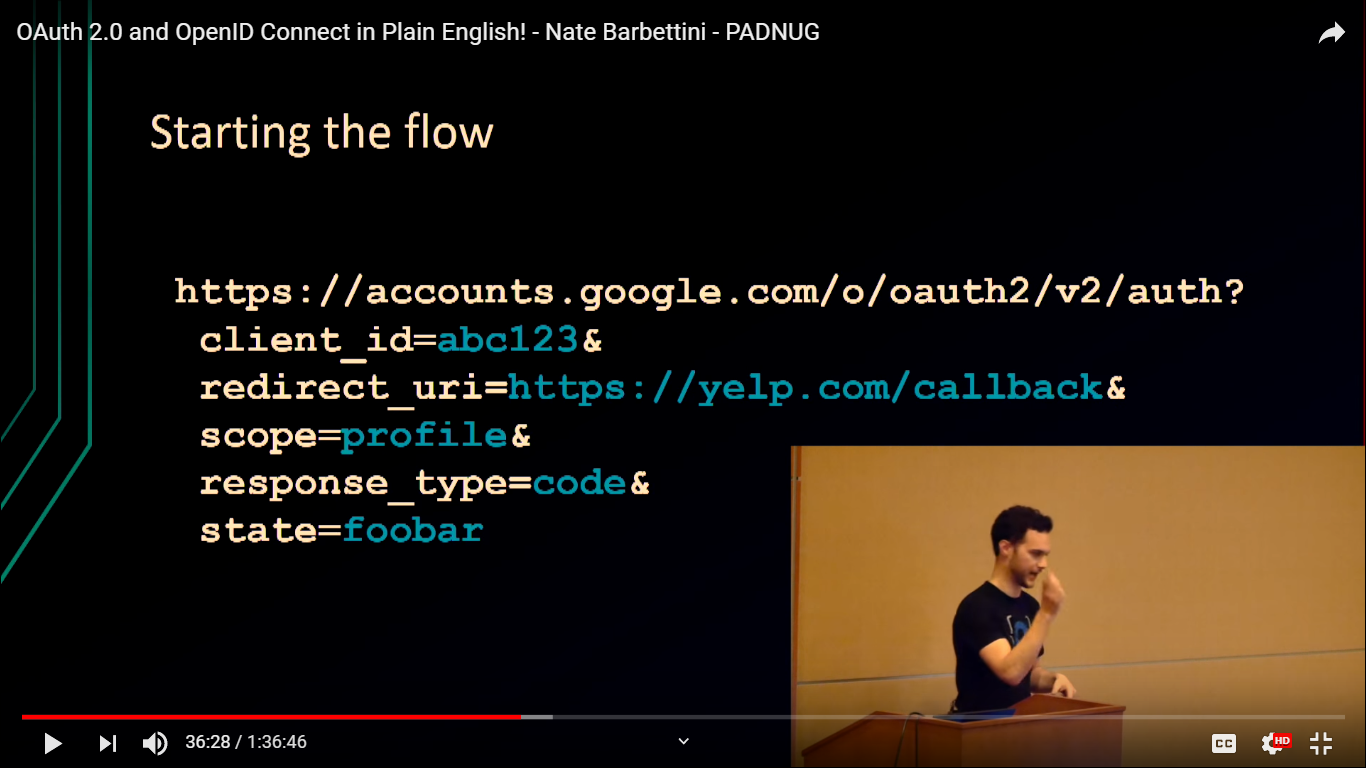 OAuth 2.0 and OpenID Connect in Plain English! - Nate Barbettini - PADNUG
Starting the flow
https://accounts.google.com/o/oauth2/v2/auth?
client_id=abc123&
redirect_uri=https://yelp.com/callback&
scope=profile&
response_type=code&
state=foobar
36:28 / 1:36:46
CC
HD